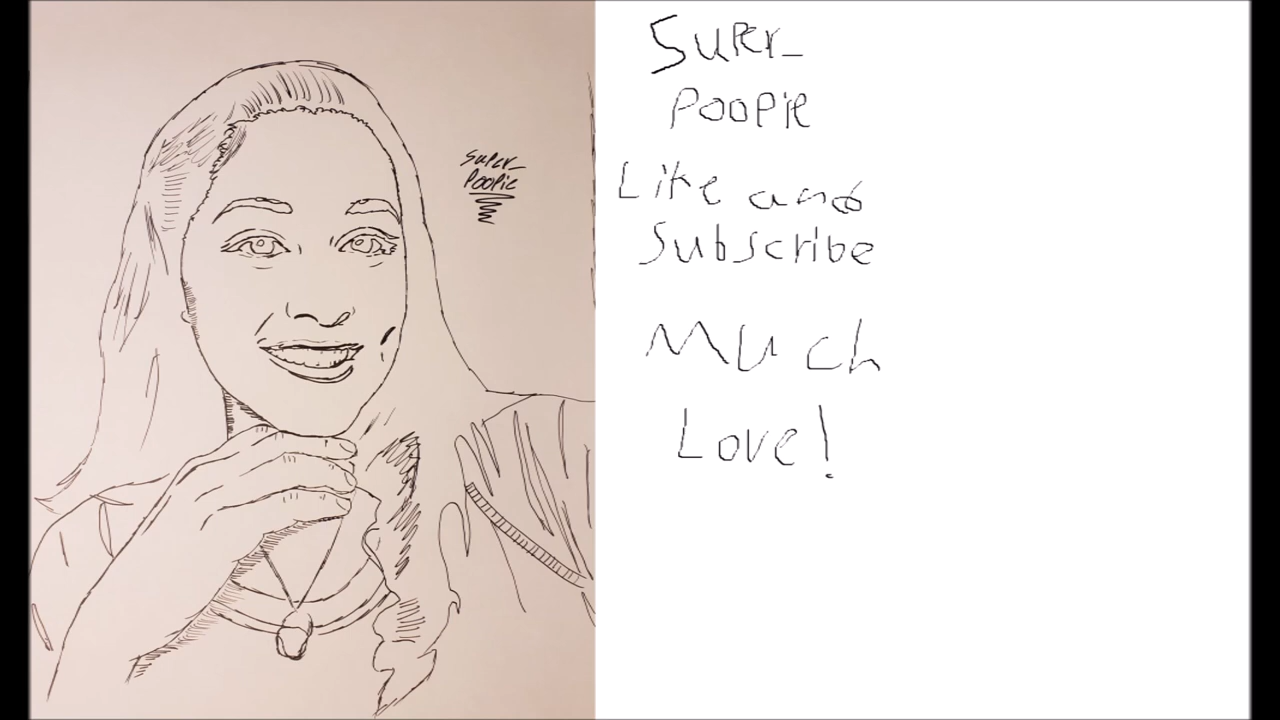 Super_
Poopie
Super_
Poopie
Like and
Subscribe
Much
Love!